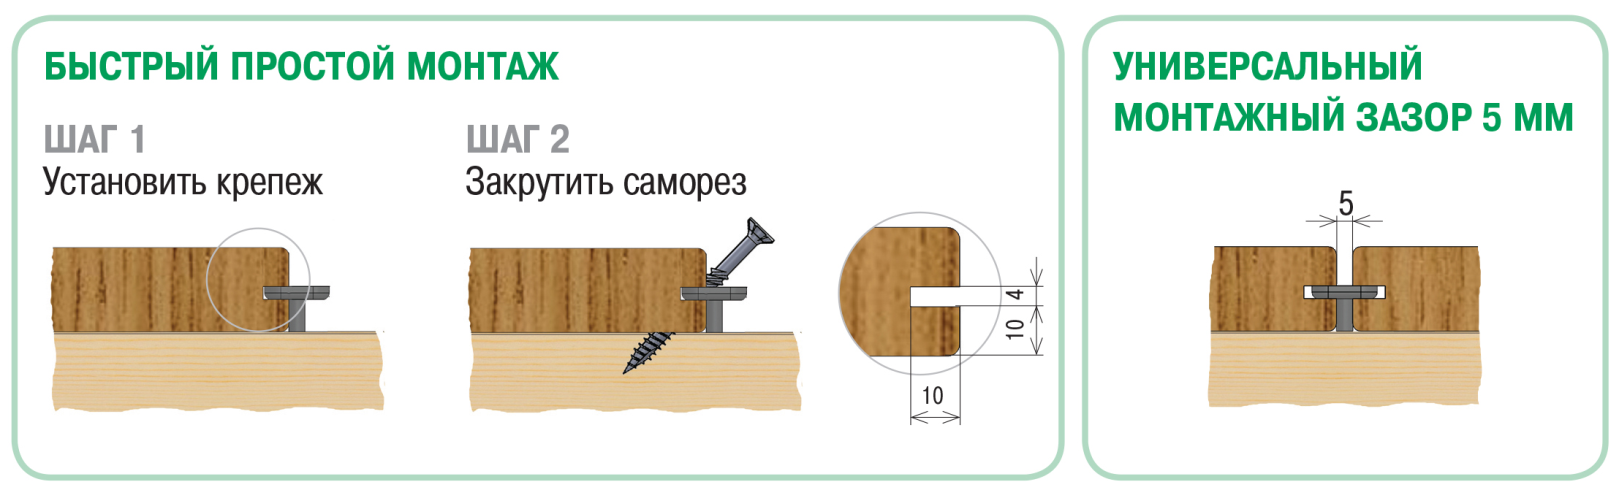 БЫСТРЫЙ ПРОСТОЙ МОНТАЖ
ШАГ 1
Установить крепеж
ШАГ 2
Закрутить саморез
4
10
10
УНИВЕРСАЛЬНЫЙ
МОНТАЖНЫЙ ЗАЗОР 5 ММ
5